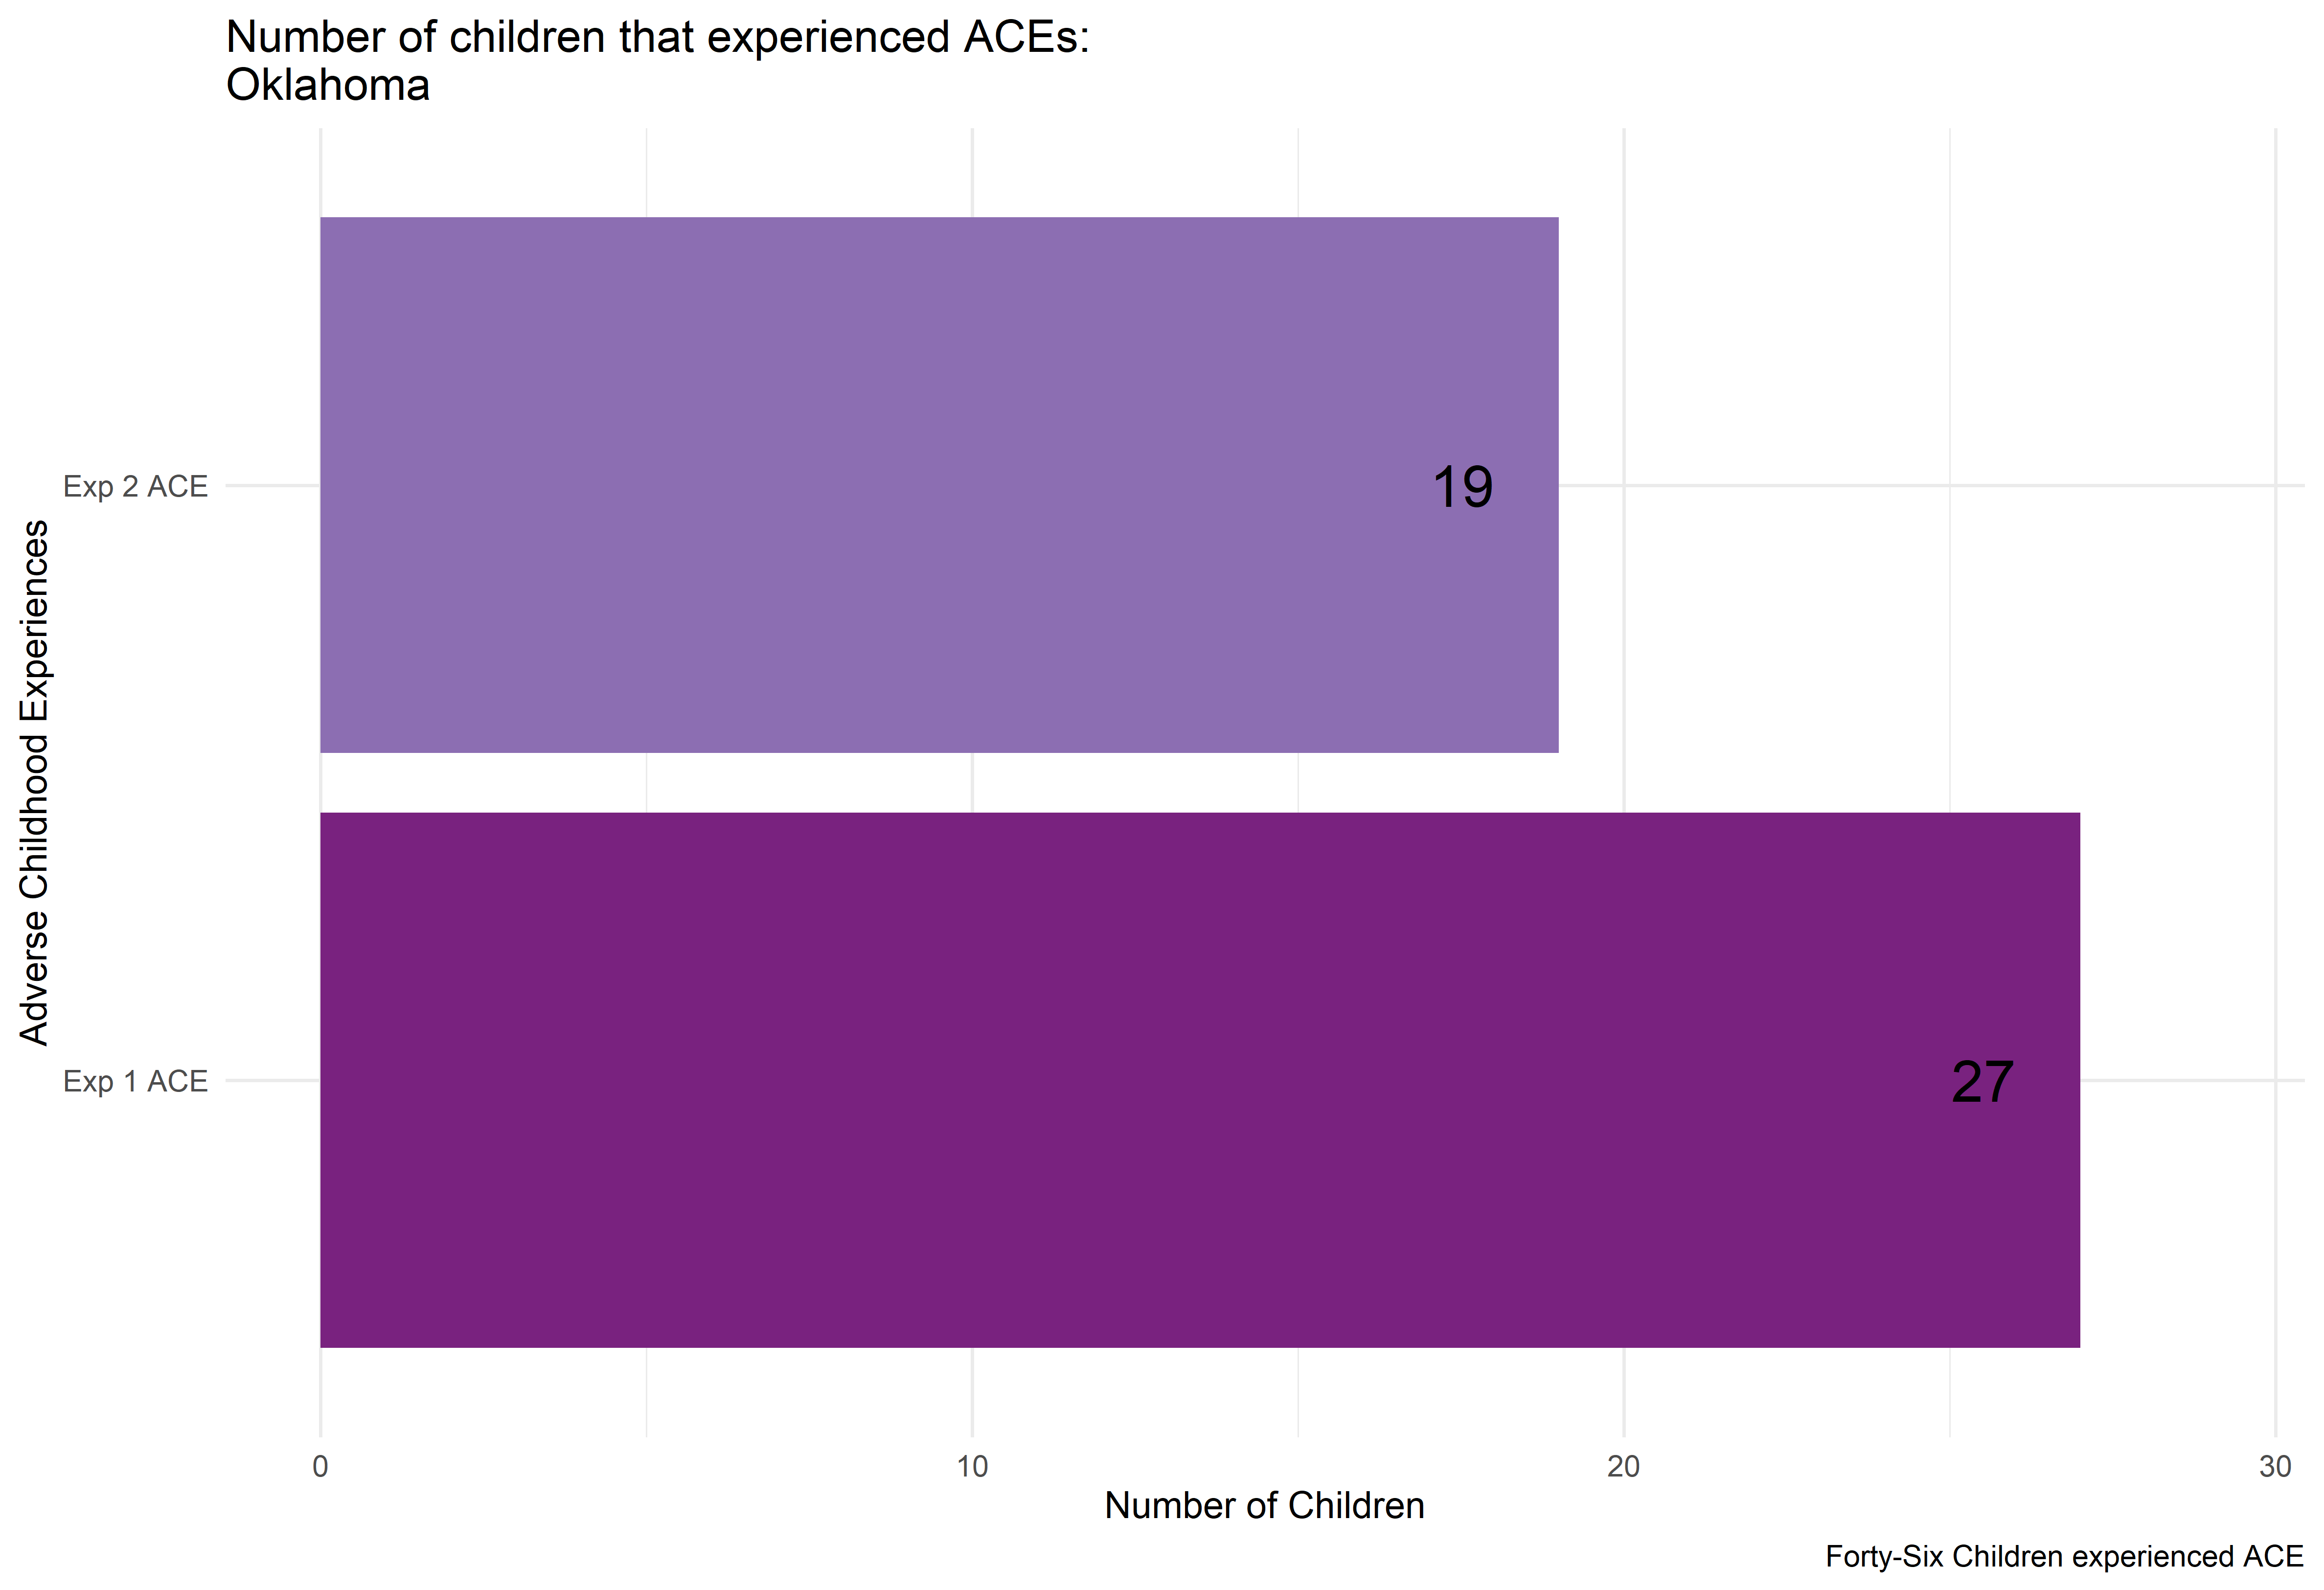 Number of children that experienced ACEs:
Oklahoma
Adverse Childhood Experiences
Exp 2 ACE
19
Exp 1 ACE
27
0 10 20 30
Number of Children
Forty-Six Children experienced ACE